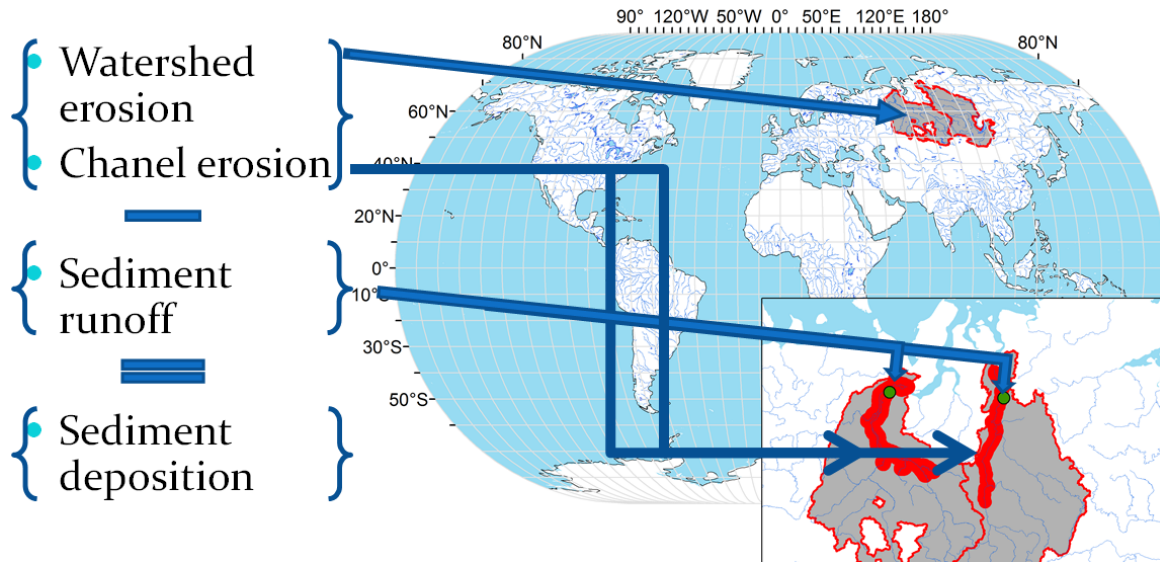 90° 120°W 50°W 0° 50°E 120°E 180°
80°N
80°N
Watershed
erosion
60°N
Chanel erosion
40°N
20°N
Sediment
runoff
0°
30°S
50°S
Sediment
deposition